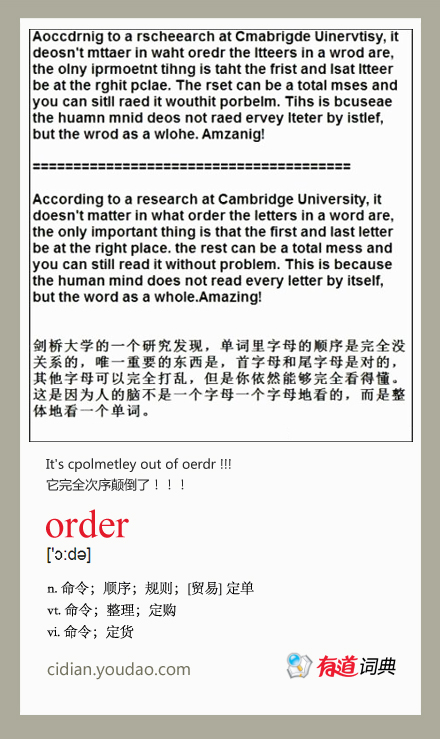 Aoccdrnig to a rscheearch at Cmabrigde Uinervtisy, it
deosn't mttaer in waht oredr the ltteers in a wrod are,
the olny iprmoetnt tihng is taht the frist and lsat ltteer
be at the rghit pclae. The rset can be a total mses and
you can sitll raed it wouthit porbelm. Tihs is bcuseae
the huamn mnid deos not raed ervey lteter by istlef,
but the wrod as a wlohe. Amzanig!
=======================================
According to a research at Cambridge University, it
doesn't matter in what order the letters in a word are,
the only important thing is that the first and last letter
be at the right place. the rest can be a total mess and
you can still read it without problem. This is because
the human mind does not read every letter by itself,
but the word as a whole.Amazing!
剑桥大学的一个研究发现，单词里字母的顺序是完全没
关系的，唯一重要的东西是，首字母和尾字母是对的，
其他字母可以完全打乱，但是你依然能够完全看得懂。
这是因为人的脑不是一个字母一个字母地看的，而是整
体地看一个单词。
It's cpolmetley out of oerdr !!!
它完全次序颠倒了！！！
order
['ɔ:də]
n. 命令；顺序；规则；[贸易] 定单
vt. 命令；整理；定购
vi. 命令；定货
cidian.youdao.com
有道词典